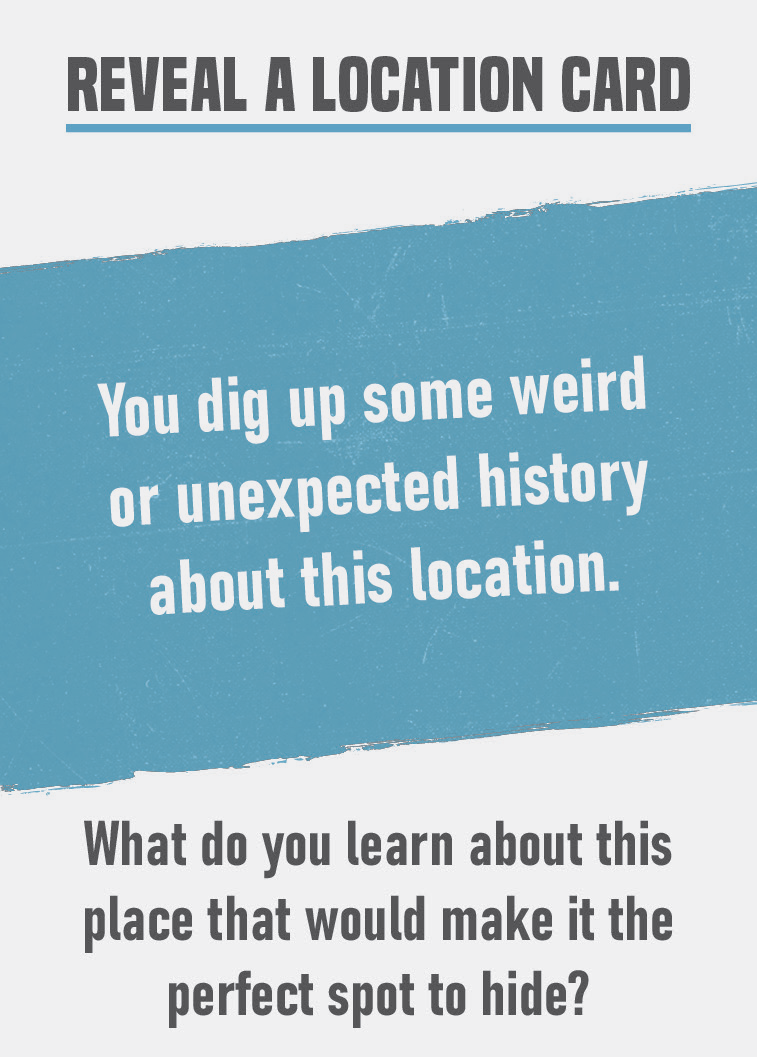 REVEAL A LOCATION CARD
You dig up some weird
or unexpected history
about this location.
What do you learn about this
place that would make it the
perfect spot to hide?